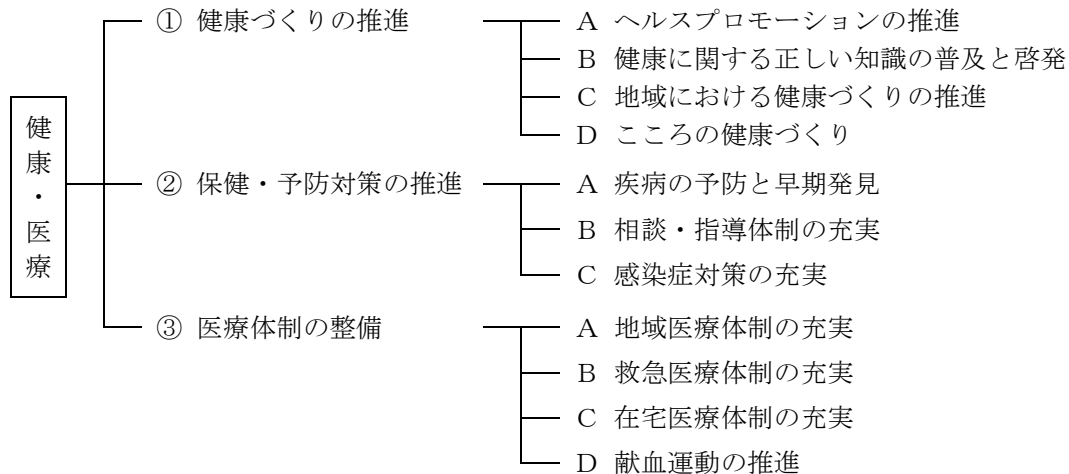 健康・医療
① 健康づくりの推進
A ヘルスプロモーションの推進
B 健康に関する正しい知識の普及と啓発
C 地域における健康づくりの推進
D こころの健康づくり
② 保健・予防対策の推進
A 疾病の予防と早期発見
B 相談・指導体制の充実
C 感染症対策の充実
③ 医療体制の整備
A 地域医療体制の充実
B 救急医療体制の充実
C 在宅医療体制の充実
D 献血運動の推進